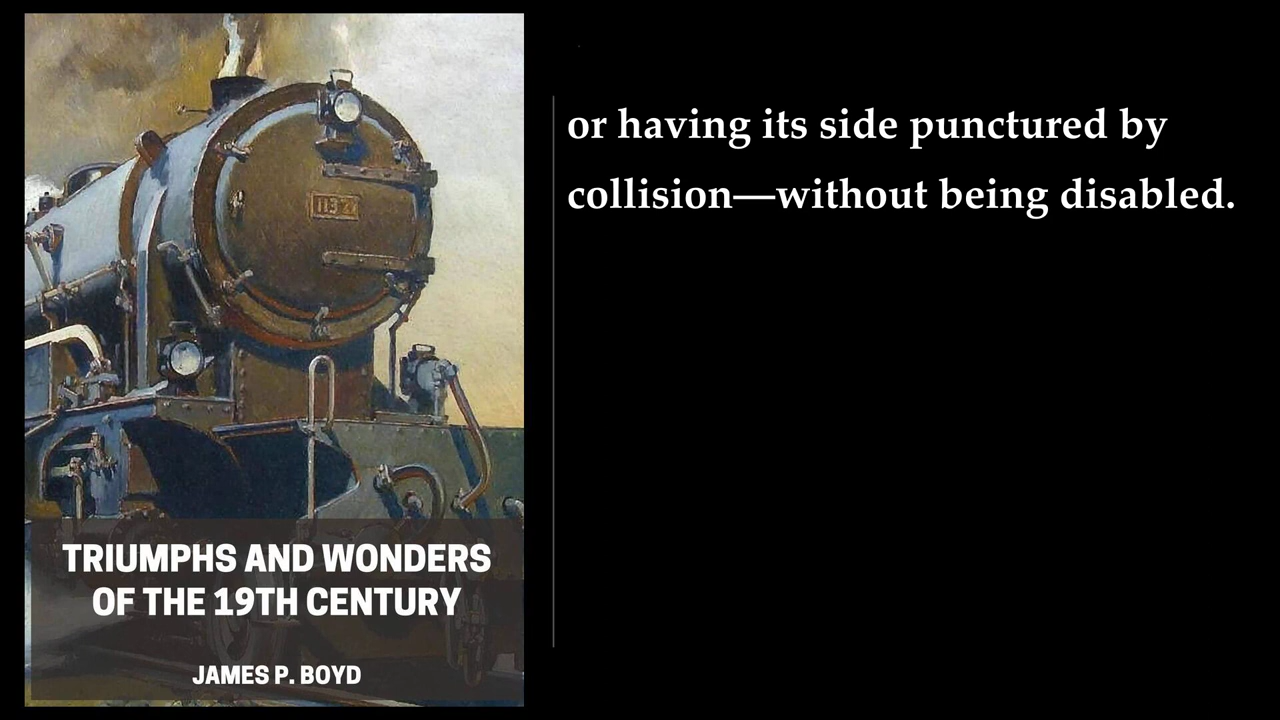 or having its side punctured by
collision—without being disabled.
TRIUMPHS AND WONDERS
OF THE 19TH CENTURY
JAMES P. BOYD